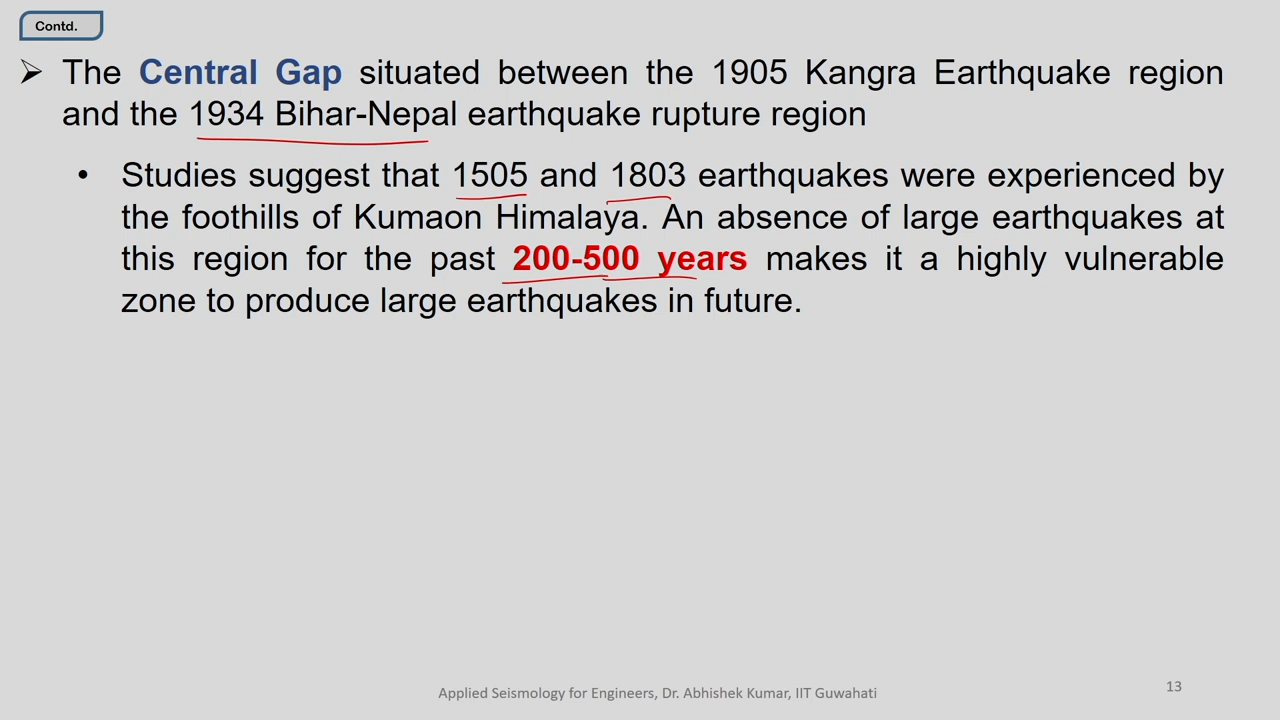 Contd.
The Central Gap situated between the 1905 Kangra Earthquake region
and the 1934 Bihar-Nepal earthquake rupture region
• Studies suggest that 1505 and 1803 earthquakes were experienced by
the foothills of Kumaon Himalaya. An absence of large earthquakes at
this region for the past 200-500 years makes it a highly vulnerable
zone to produce large earthquakes in future.
Applied Seismology for Engineers, Dr. Abhishek Kumar, IIT Guwahati
13